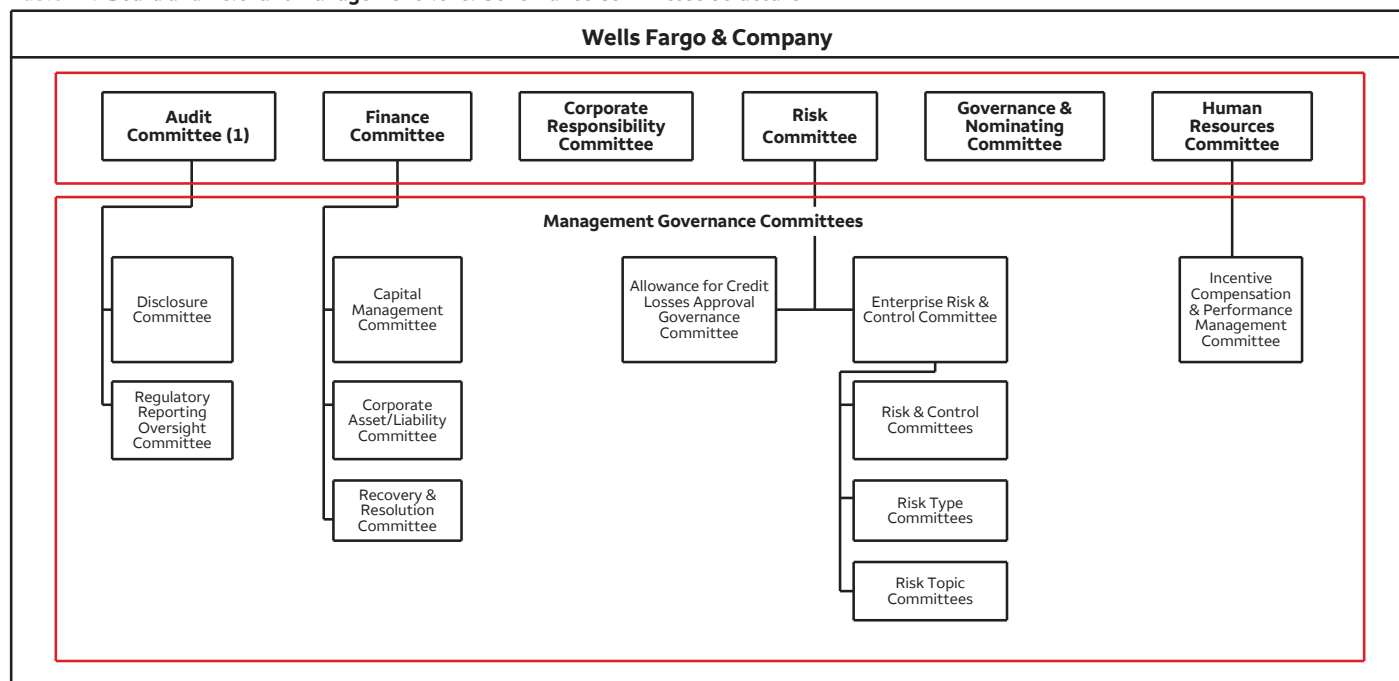 Wells Fargo & Company
Audit
Committee (1)
Finance
Committee
Corporate
Responsibility
Committee
Risk
Committee
Governance &
Nominating
Committee
Human
Resources
Committee
Management Governance Committees
Disclosure
Committee
Capital
Management
Committee
Allowance for Credit
Losses Approval
Governance
Committee
Enterprise Risk &
Control Committee
Incentive
Compensation
& Performance
Management
Committee
Regulatory
Reporting
Oversight
Committee
Corporate
Asset/Liability
Committee
Risk & Control
Committees
Recovery &
Resolution
Committee
Risk Type
Committees
Risk Topic
Committees